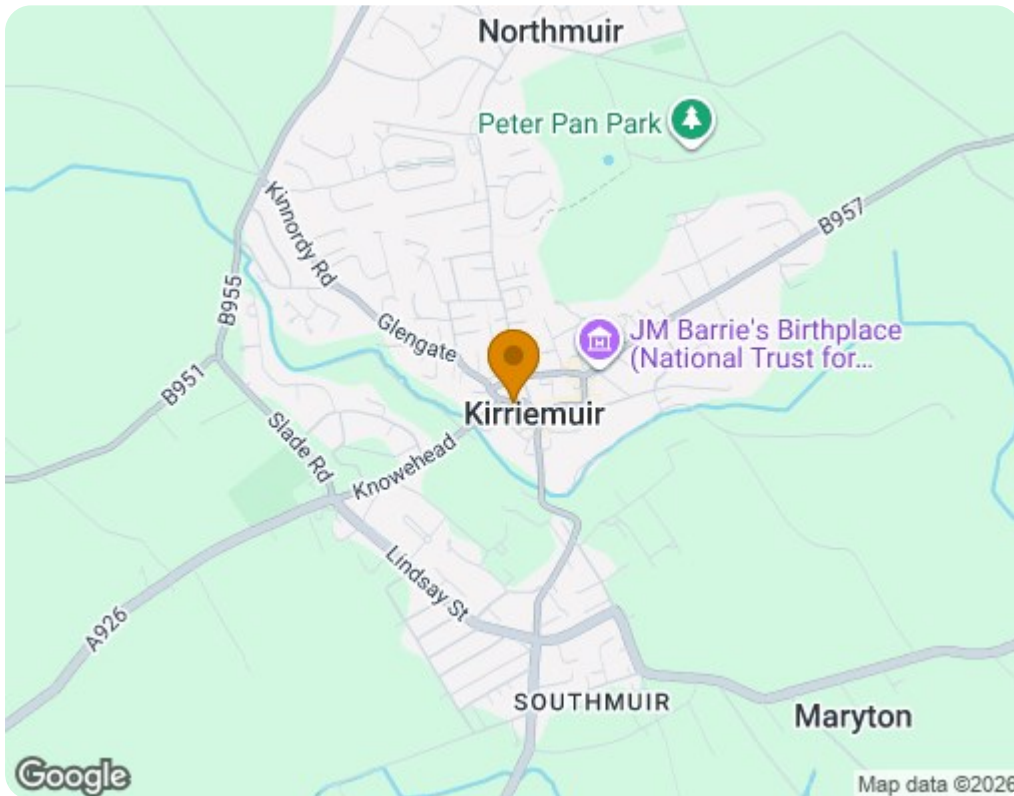 Northmuir
Peter Pan Park
B957
Kinnordy Rd
B955
Glengate
JM Barrie's Birthplace
(National Trust for...
B951
Kirriemuir
Slade Rd
Knowehead
Lindsay St
A926
SOUTHMUIR
Maryton
Google
Map data ©2026